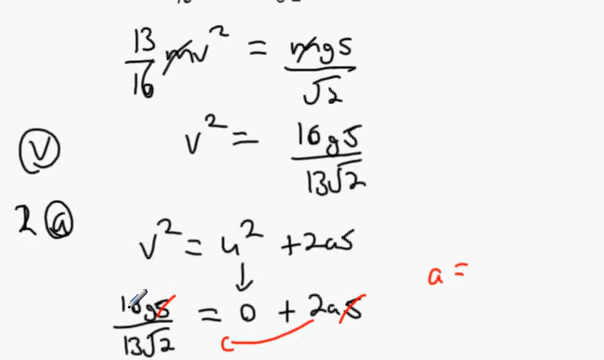 13/16 mv² = mgs/√2
v² = 16gs/13√2
v
2 a
v² = u² + 2as
a =
16gs/13√2 = 0 + 2as